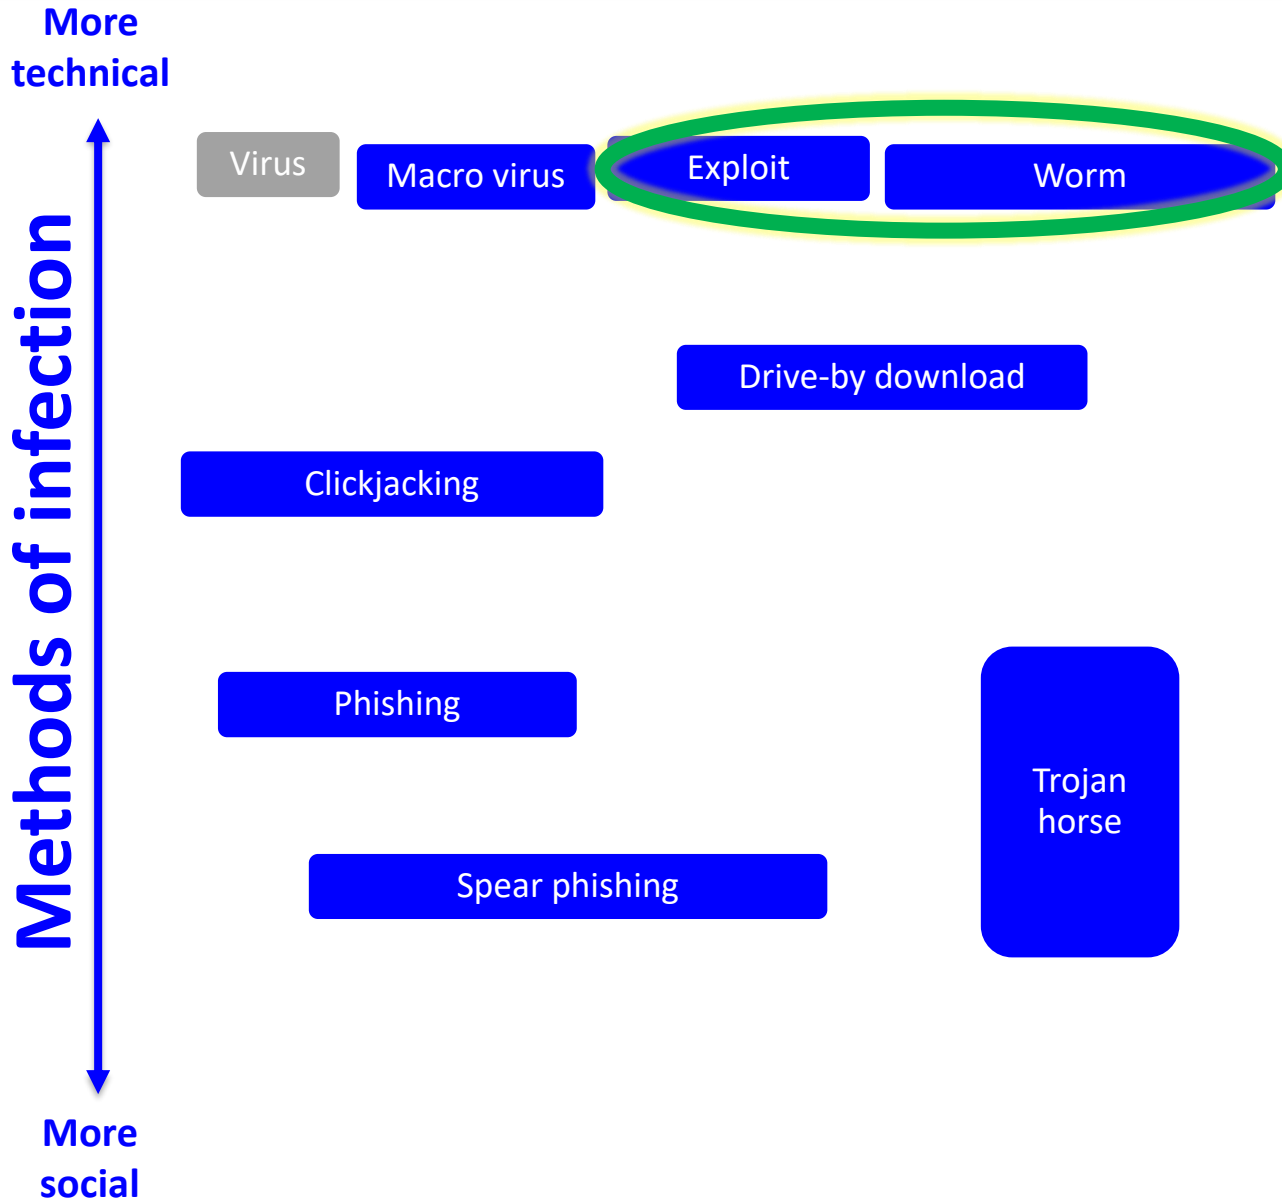 More
technical
Virus
Macro virus
Exploit
Worm
Drive-by download
Clickjacking
Methods of infection
Phishing
Trojan
horse
Spear phishing
More
social